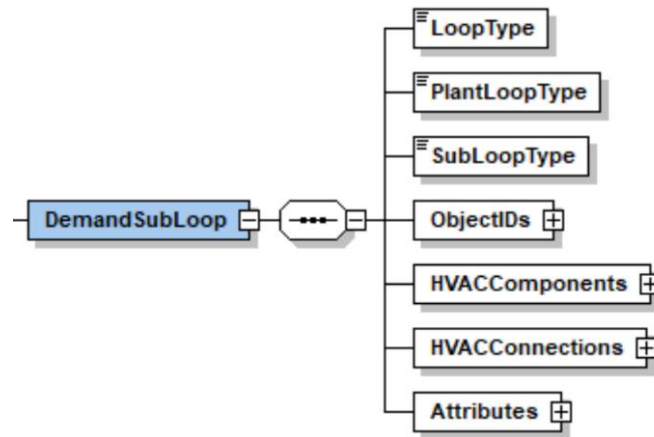 LoopType
PlantLoopType
SubLoopType
DemandSubLoop
ObjectIDs
HVACComponents
HVACConnections
Attributes